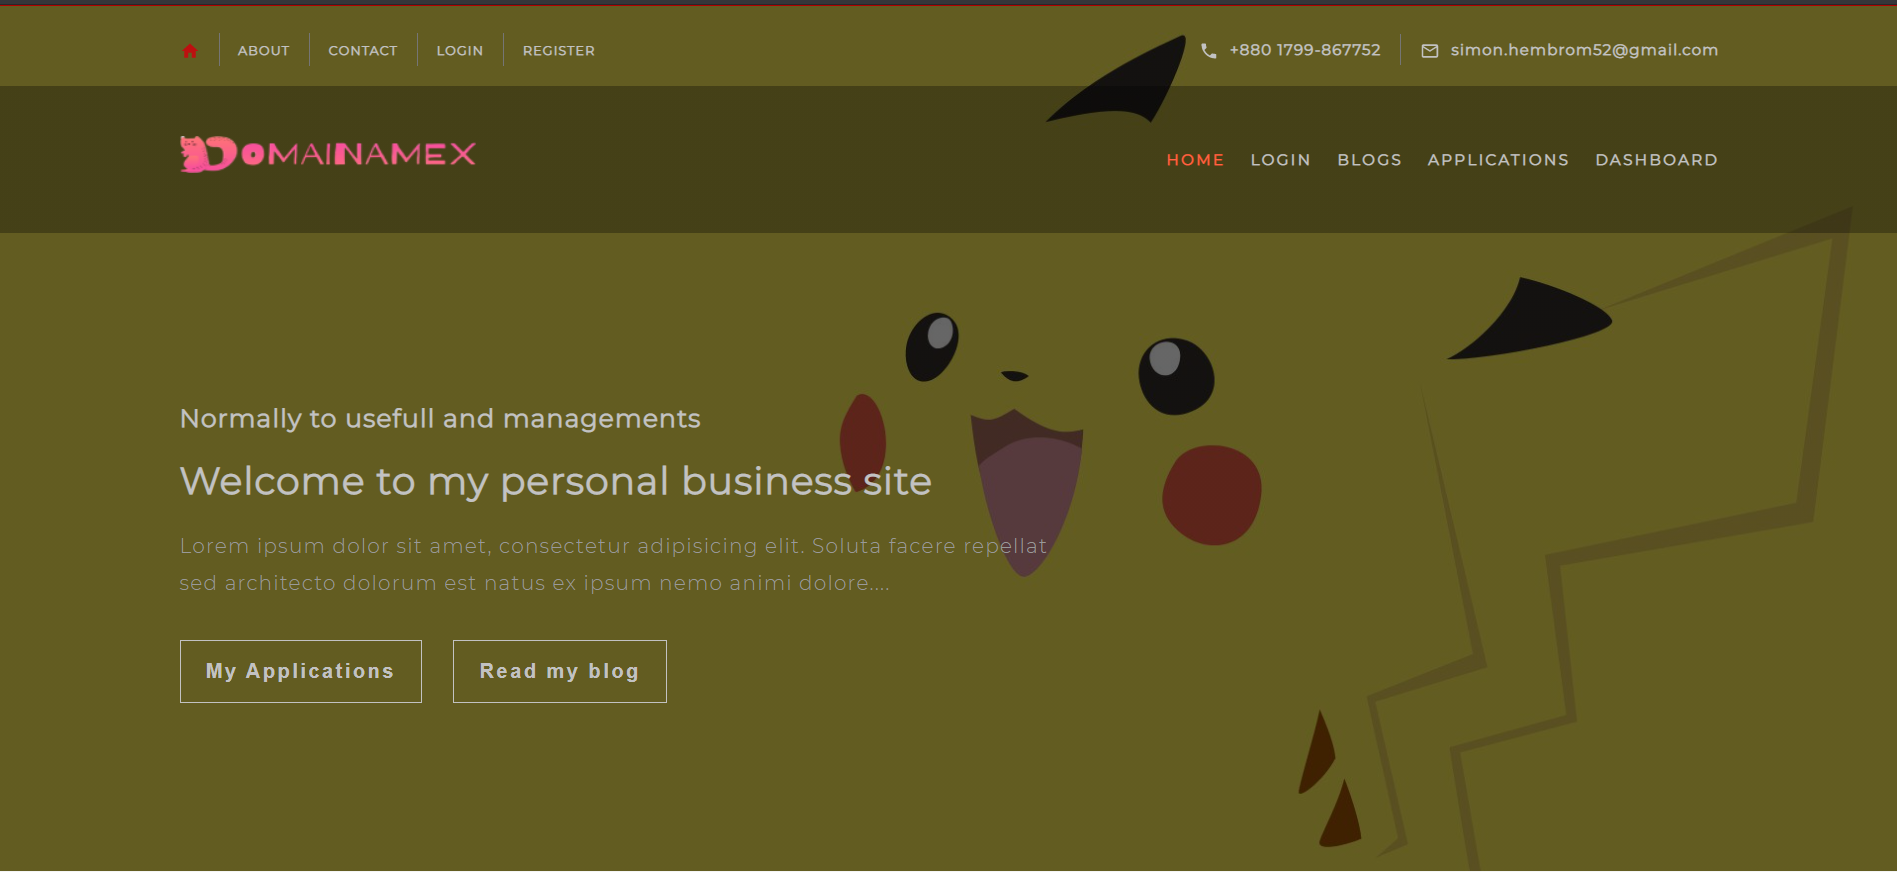 ABOUT CONTACT LOGIN REGISTER +880 1799-867752 simon.hembrom52@gmail.com
DOMAINAMEX HOME LOGIN BLOGS APPLICATIONS DASHBOARD
Normally to usefull and managements
Welcome to my personal business site
Lorem ipsum dolor sit amet, consectetur adipisicing elit. Soluta facere repellat
sed architecto dolorum est natus ex ipsum nemo animi dolore....
My Applications Read my blog